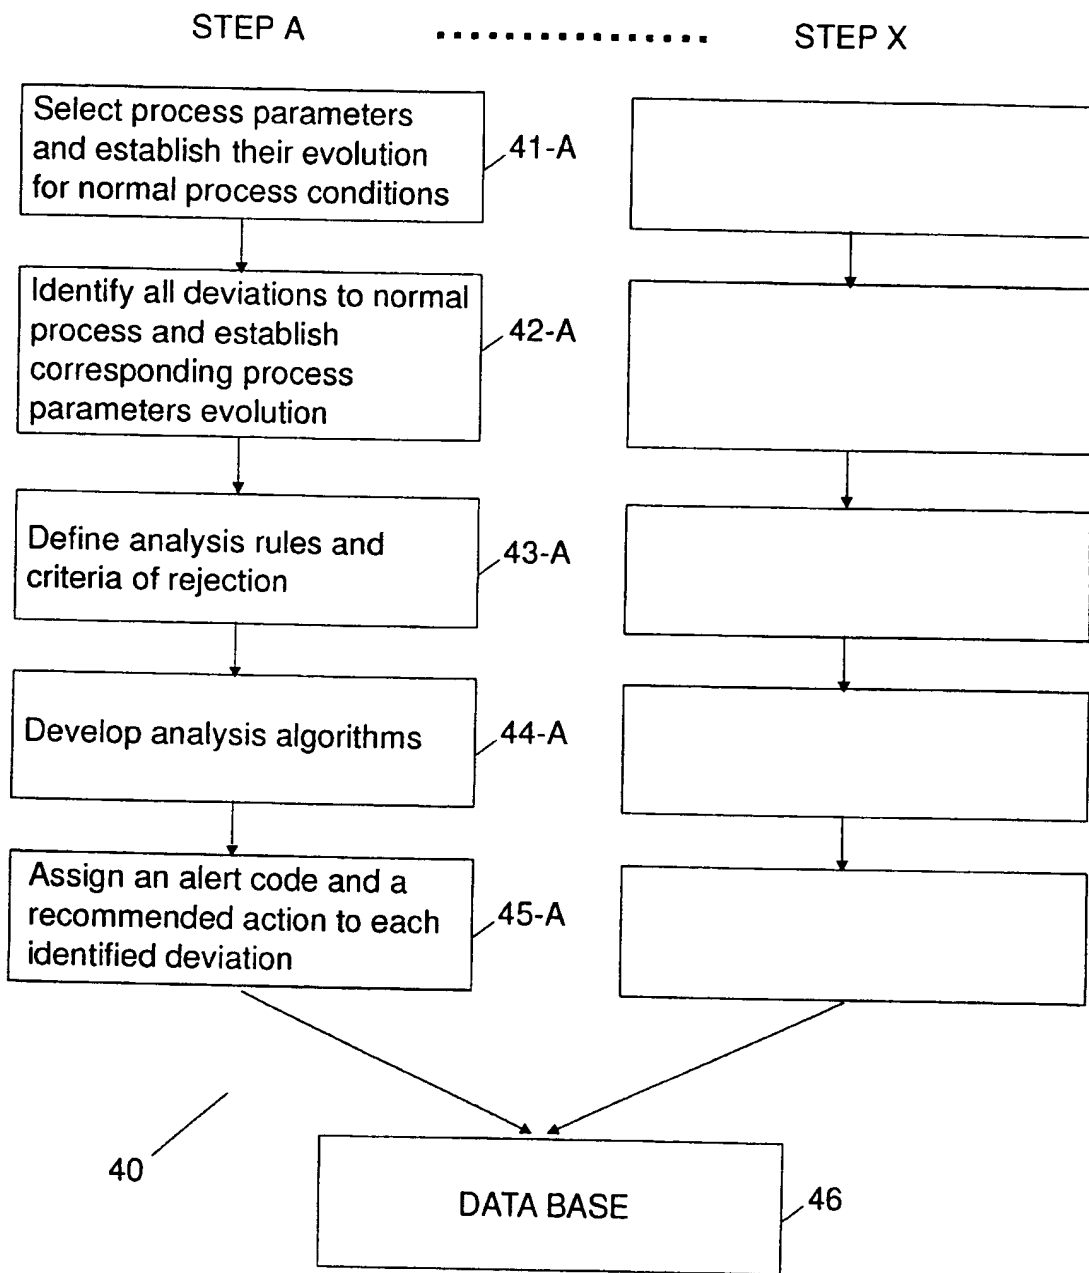 STEP A ............... STEP X
Select process parameters
and establish their evolution
for normal process conditions
41-A
Identify all deviations to normal
process and establish
corresponding process
parameters evolution
42-A
Define analysis rules and
criteria of rejection
43-A
Develop analysis algorithms
44-A
Assign an alert code and a
recommended action to each
identified deviation
45-A
40
DATA BASE
46